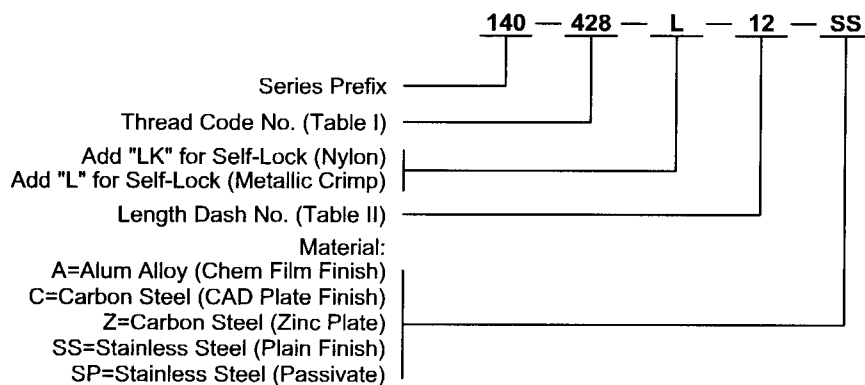 140 — 428 — L — 12 — SS
Series Prefix
Thread Code No. (Table I)
Add "LK" for Self-Lock (Nylon)
Add "L" for Self-Lock (Metallic Crimp)
Length Dash No. (Table II)
Material:
A=Alum Alloy (Chem Film Finish)
C=Carbon Steel (CAD Plate Finish)
Z=Carbon Steel (Zinc Plate)
SS=Stainless Steel (Plain Finish)
SP=Stainless Steel (Passivate)